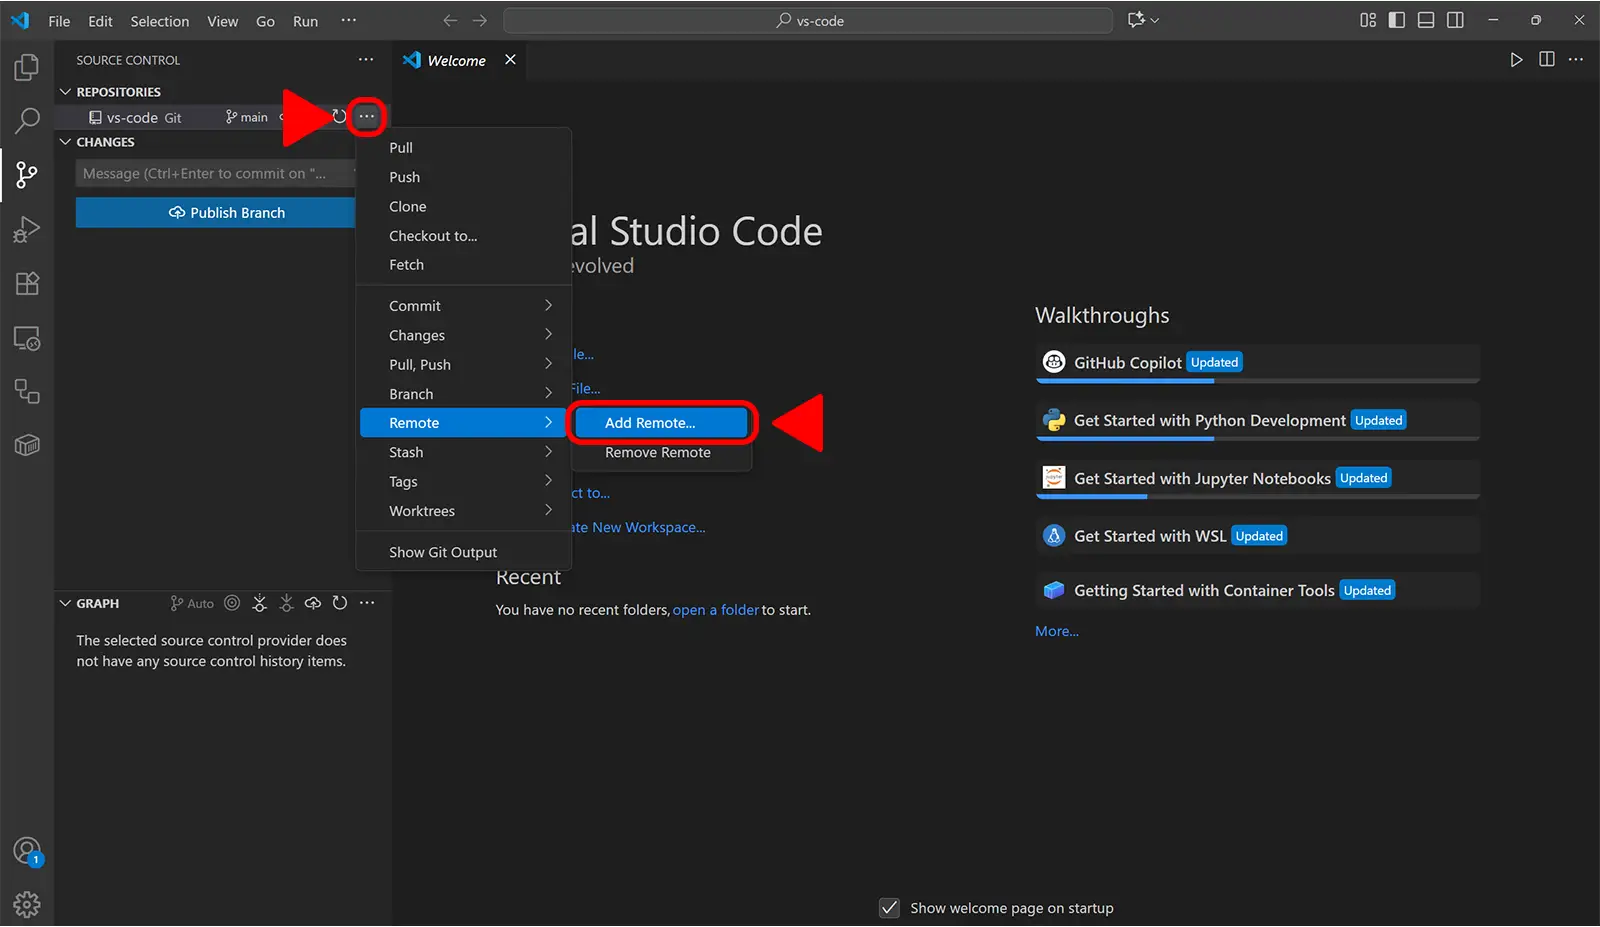 File Edit Selection View Go Run
vs-code
SOURCE CONTROL
Welcome
REPOSITORIES
vs-code Git main
CHANGES
Message (Ctrl+Enter to commit on "...
Publish Branch
Pull
Push
Clone
Checkout to...
Fetch
Commit
Changes
Pull, Push
Branch
Remote
Stash
Tags
Worktrees
Show Git Output
Add Remote...
Remove Remote
al Studio Code
evolved
le...
File...
ct to...
ate New Workspace...
Recent
You have no recent folders, open a folder to start.
Walkthroughs
GitHub Copilot Updated
Get Started with Python Development Updated
Get Started with Jupyter Notebooks Updated
Get Started with WSL Updated
Getting Started with Container Tools Updated
More...
GRAPH Auto
The selected source control provider does
not have any source control history items.
1
Show welcome page on startup